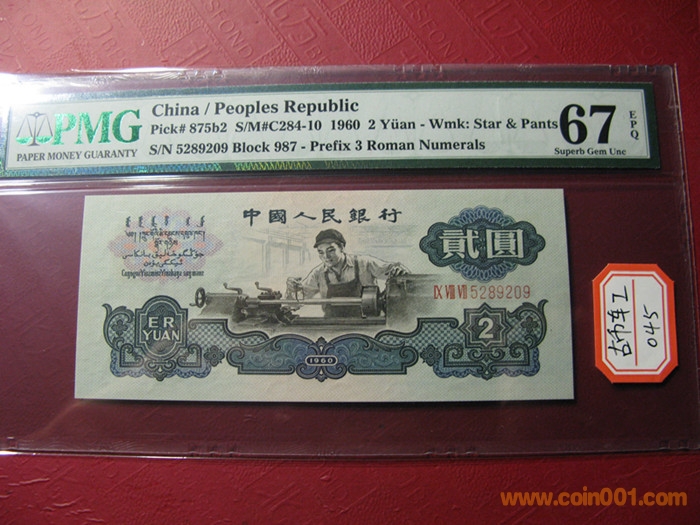 PMG
PAPER MONEY GUARANTY
China / Peoples Republic
Pick# 875b2 S/M#C284-10 1960 2 Yüan - Wmk: Star & Pants
S/N 5289209 Block 987 - Prefix 3 Roman Numerals
67
EPQ
Superb Gem Unc
中國人民銀行
貳圓
IX VIII VII 5289209
ER
YUAN
1960
2
古币车工
045
www.coin001.com